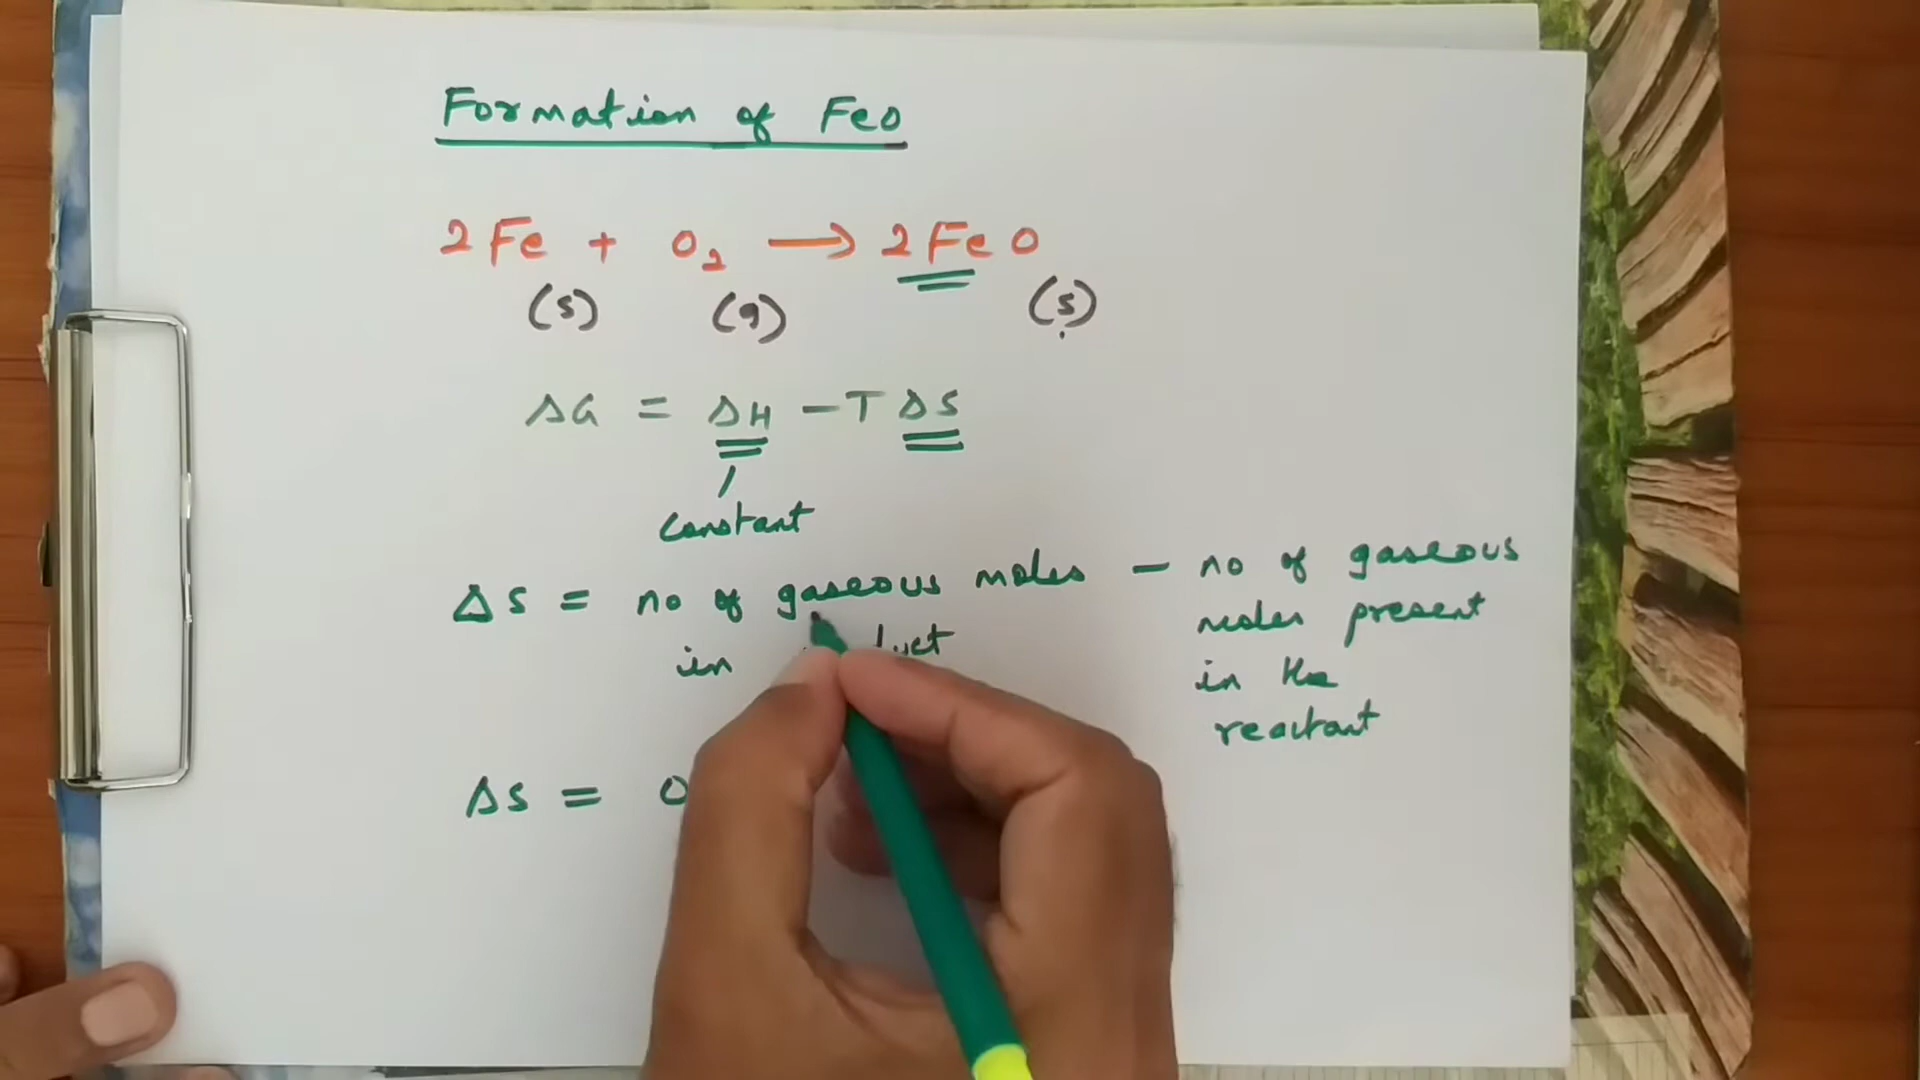 Formation of FeO
2Fe + O2 → 2FeO
(s) (g) (s)
ΔG = ΔH - TΔS
constant
ΔS = no of gaseous moles - no of gaseous
in moles present
in the
reactant
ΔS = 0